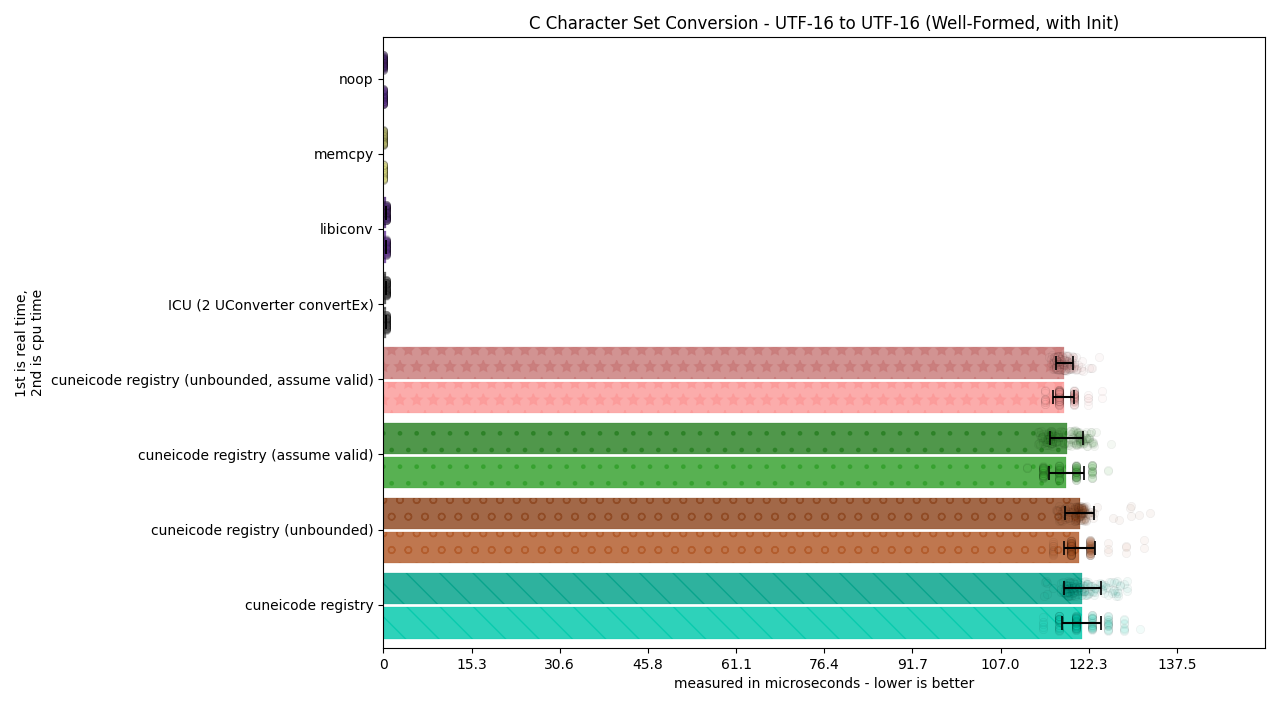 C Character Set Conversion - UTF-16 to UTF-16 (Well-Formed, with Init)
noop
memcpy
libiconv
ICU (2 UConverter convertEx)
cuneicode registry (unbounded, assume valid)
cuneicode registry (assume valid)
cuneicode registry (unbounded)
cuneicode registry
1st is real time,
2nd is cpu time
0 15.3 30.6 45.8 61.1 76.4 91.7 107.0 122.3 137.5
measured in microseconds - lower is better